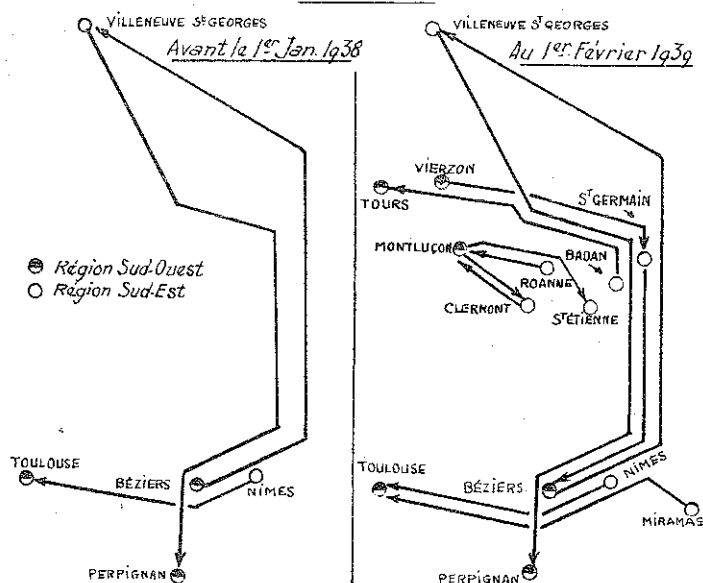 VILLENEUVE St GEORGES
Avant le 1er Jan. 1938
Région Sud-Ouest
Région Sud-Est
TOULOUSE
BÉZIERS
NÎMES
PERPIGNAN
VILLENEUVE St GEORGES
Au 1er Février 1939
VIERZON
TOURS
St GERMAIN
MONTLUÇON
BADAN
ROANNE
CLERMONT
St ÉTIENNE
TOULOUSE
BÉZIERS
NÎMES
MIRAMAS
PERPIGNAN